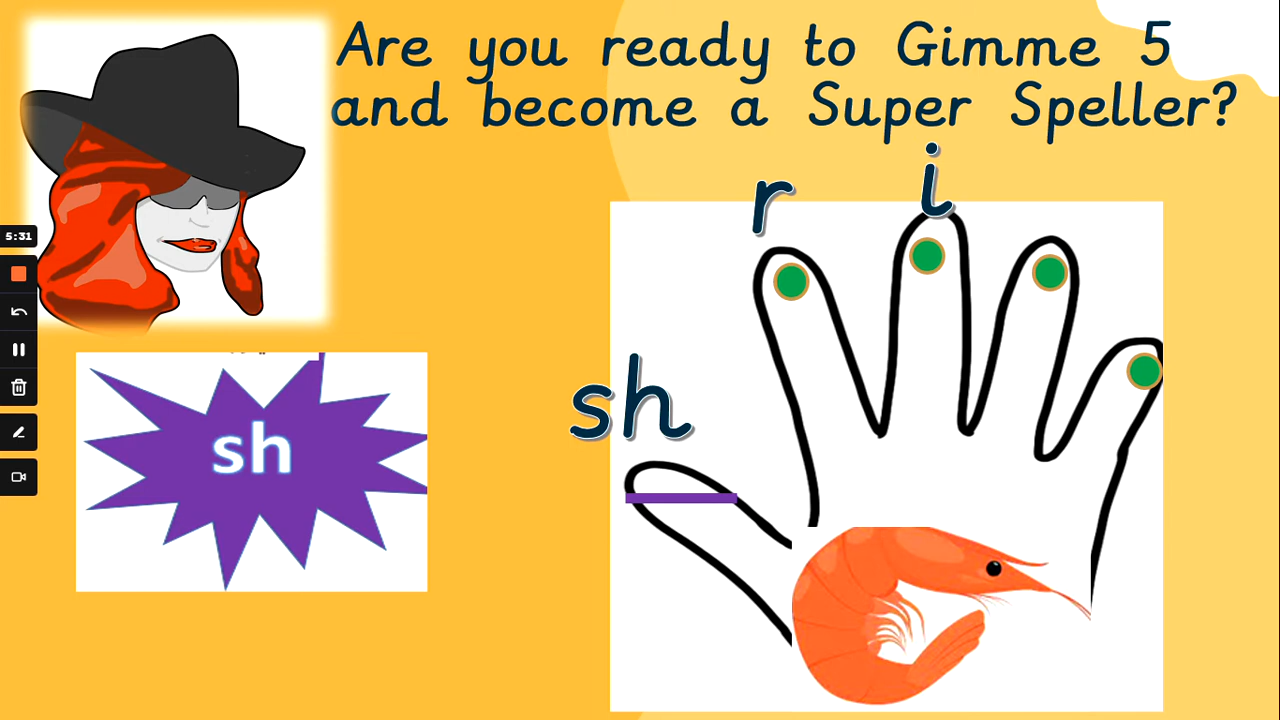 Are you ready to Gimme 5
and become a Super Speller?
r
i
sh
sh
5:31